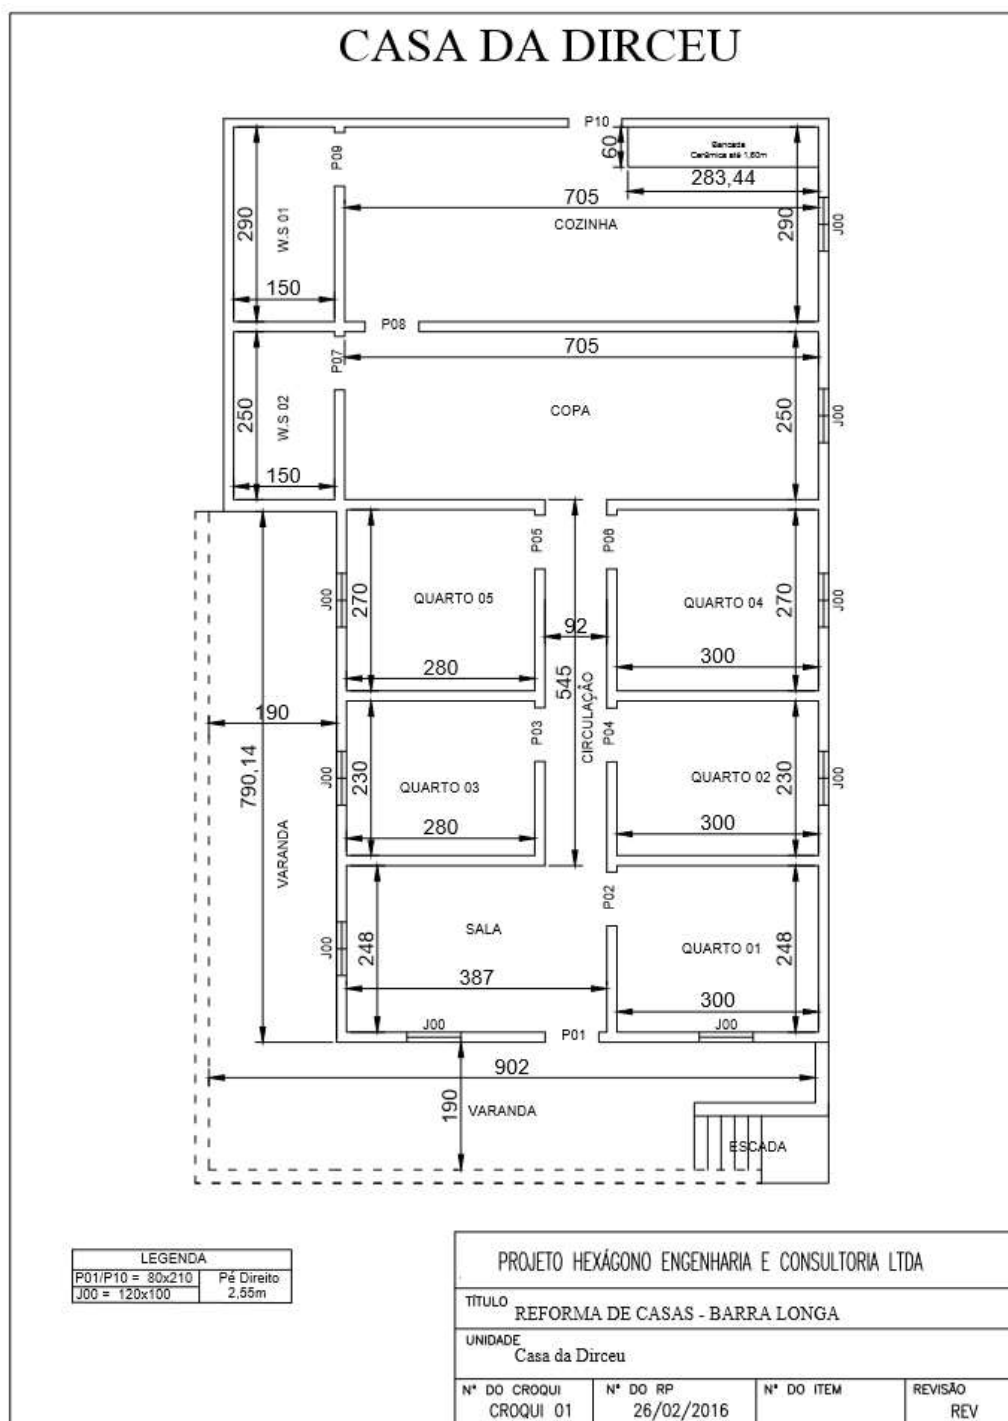 CASA DA DIRCEU
P10
60
Bancada
Cerâmica até 1,60m
283,44
P09
290
W.S 01
150
705
COZINHA
290
J00
P08
P07
705
250
W.S 02
150
COPA
250
J00
P05
P06
J00
270
QUARTO 05
280
92
QUARTO 04
270
J00
300
545
CIRCULAÇÃO
190
790,14
VARANDA
P03
P04
J00
230
QUARTO 03
280
QUARTO 02
230
J00
300
P02
J00
248
SALA
387
QUARTO 01
248
300
J00
P01
J00
902
190
VARANDA
ESCADA
LEGENDA
P01/P10 = 80x210
Pé Direito
J00 = 120x100
2,55m
PROJETO HEXÁGONO ENGENHARIA E CONSULTORIA LTDA
TÍTULO
REFORMA DE CASAS - BARRA LONGA
UNIDADE
Casa da Dirceu
N° DO CROQUI
N° DO RP
N° DO ITEM
REVISÃO
CROQUI 01
26/02/2016
REV